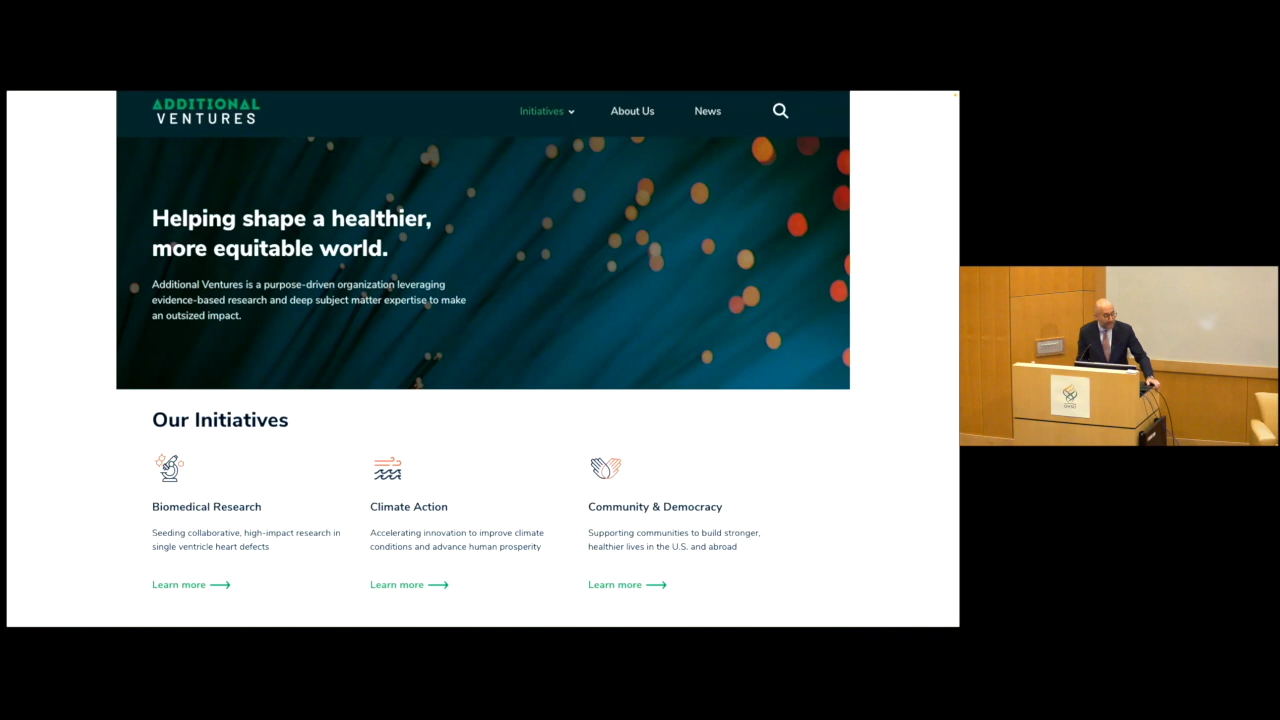 ADDITIONAL
VENTURES
Initiatives
About Us
News
Helping shape a healthier,
more equitable world.
Additional Ventures is a purpose-driven organization leveraging
evidence-based research and deep subject matter expertise to make
an outsized impact.
Our Initiatives
Biomedical Research
Seeding collaborative, high-impact research in
single ventricle heart defects
Learn more
Climate Action
Accelerating innovation to improve climate
conditions and advance human prosperity
Learn more
Community & Democracy
Supporting communities to build stronger,
healthier lives in the U.S. and abroad
Learn more